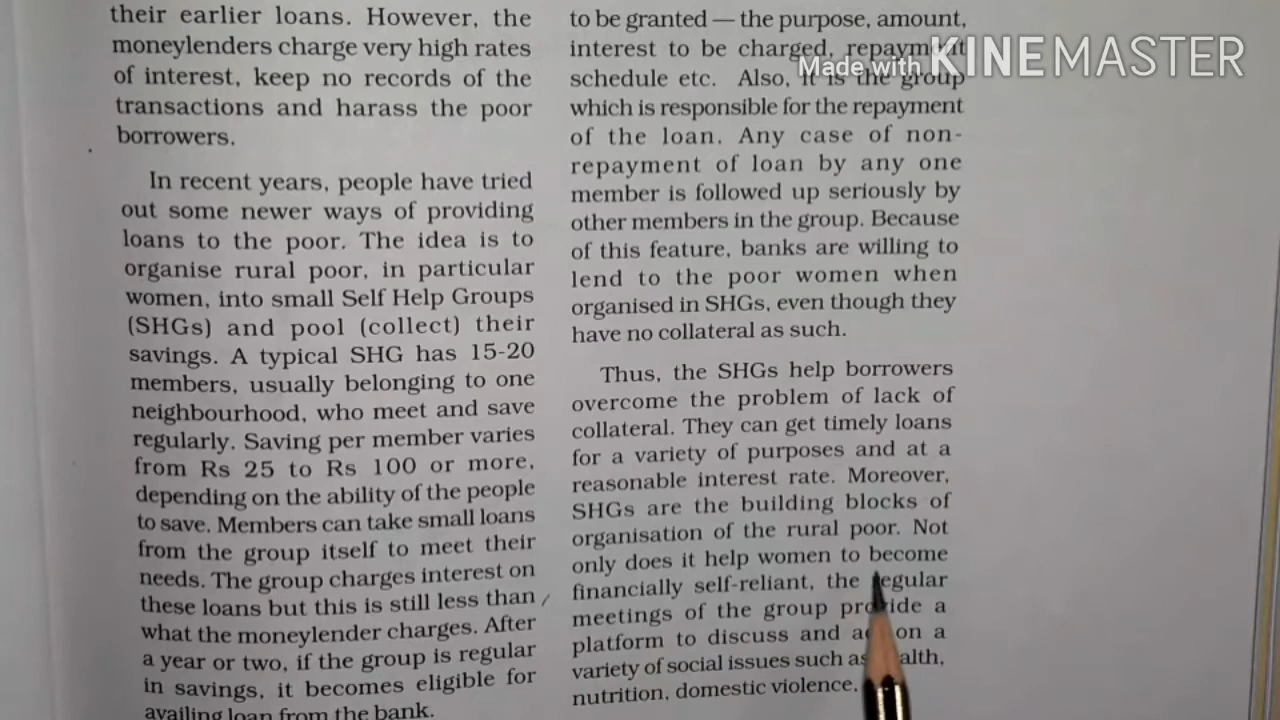 their earlier loans. However, the
moneylenders charge very high rates
of interest, keep no records of the
transactions and harass the poor
borrowers.
In recent years, people have tried
out some newer ways of providing
loans to the poor. The idea is to
organise rural poor, in particular
women, into small Self Help Groups
(SHGs) and pool (collect) their
savings. A typical SHG has 15-20
members, usually belonging to one
neighbourhood, who meet and save
regularly. Saving per member varies
from Rs 25 to Rs 100 or more,
depending on the ability of the people
to save. Members can take small loans
from the group itself to meet their
needs. The group charges interest on
these loans but this is still less than
what the moneylender charges. After
a year or two, if the group is regular
in savings, it becomes eligible for
availing loan from the bank.
to be granted — the purpose, amount,
interest to be charged, repayment
schedule etc. Also, it is the group
which is responsible for the repayment
of the loan. Any case of non-
repayment of loan by any one
member is followed up seriously by
other members in the group. Because
of this feature, banks are willing to
lend to the poor women when
organised in SHGs, even though they
have no collateral as such.
Thus, the SHGs help borrowers
overcome the problem of lack of
collateral. They can get timely loans
for a variety of purposes and at a
reasonable interest rate. Moreover,
SHGs are the building blocks of
organisation of the rural poor. Not
only does it help women to become
financially self-reliant, the regular
meetings of the group provide a
platform to discuss and on a
variety of social issues such as
nutrition, domestic violence,
Made with KINEMASTER